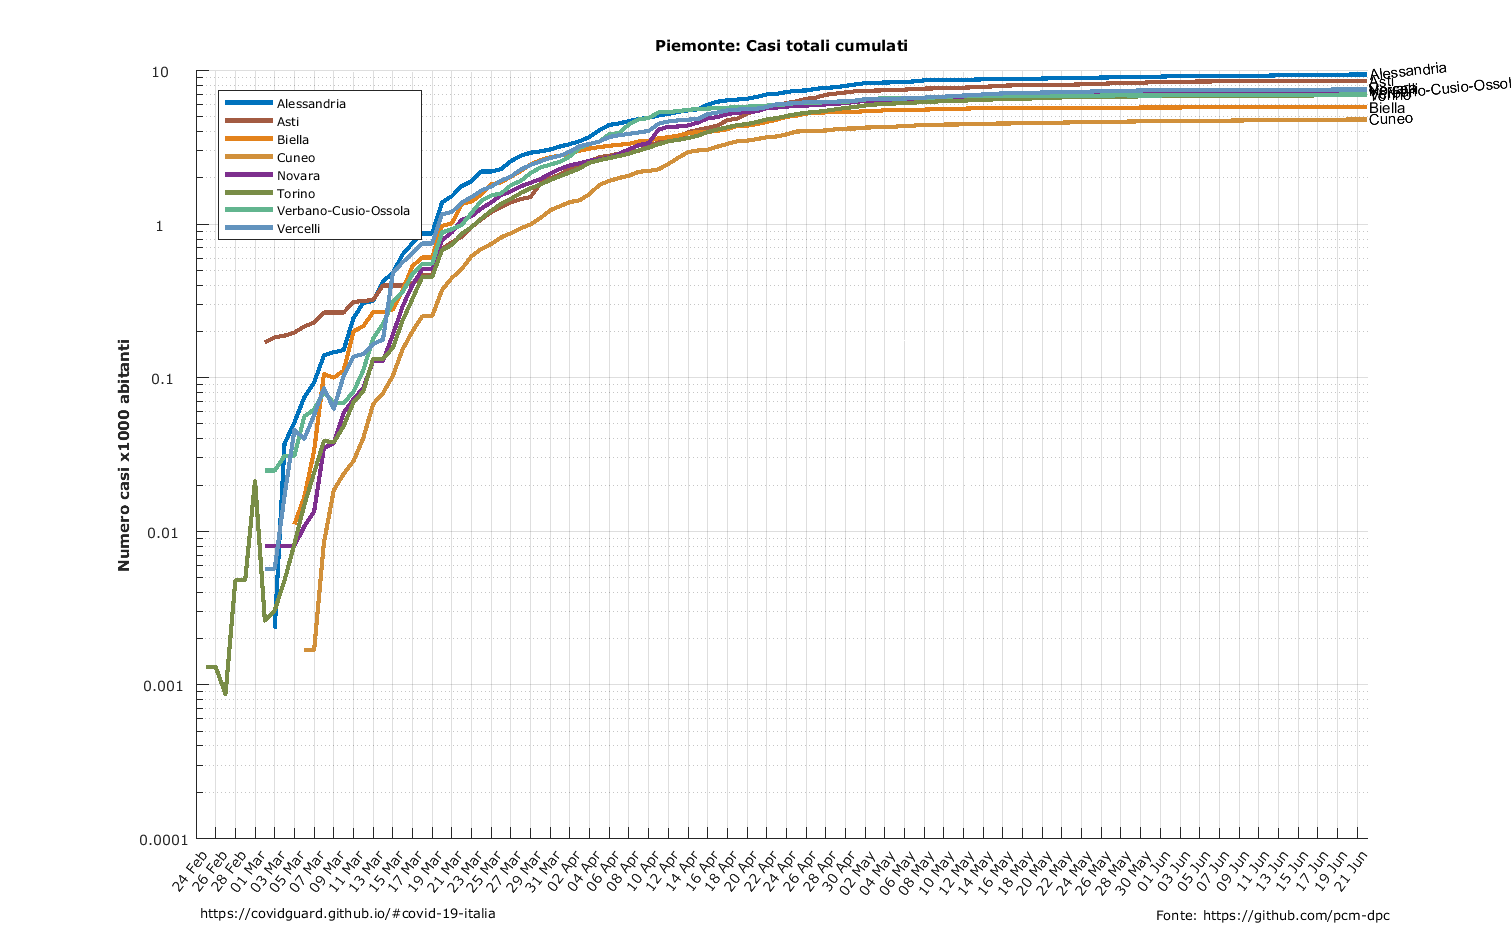 Piemonte: Casi totali cumulati
Numero casi x1000 abitanti
10
1
0.1
0.01
0.001
0.0001
Alessandria
Asti
Biella
Cuneo
Novara
Torino
Verbano-Cusio-Ossola
Vercelli
Alessandria
Asti
Biella
Cuneo
24 Feb
26 Feb
28 Feb
01 Mar
03 Mar
05 Mar
07 Mar
09 Mar
11 Mar
13 Mar
15 Mar
17 Mar
19 Mar
21 Mar
23 Mar
25 Mar
27 Mar
29 Mar
31 Mar
02 Apr
04 Apr
06 Apr
08 Apr
10 Apr
12 Apr
14 Apr
16 Apr
18 Apr
20 Apr
22 Apr
24 Apr
26 Apr
28 Apr
30 Apr
02 May
04 May
06 May
08 May
10 May
12 May
14 May
16 May
18 May
20 May
22 May
24 May
26 May
28 May
30 May
01 Jun
03 Jun
05 Jun
07 Jun
09 Jun
11 Jun
13 Jun
15 Jun
17 Jun
19 Jun
21 Jun
https://covidguard.github.io/#covid-19-italia
Fonte: https://github.com/pcm-dpc